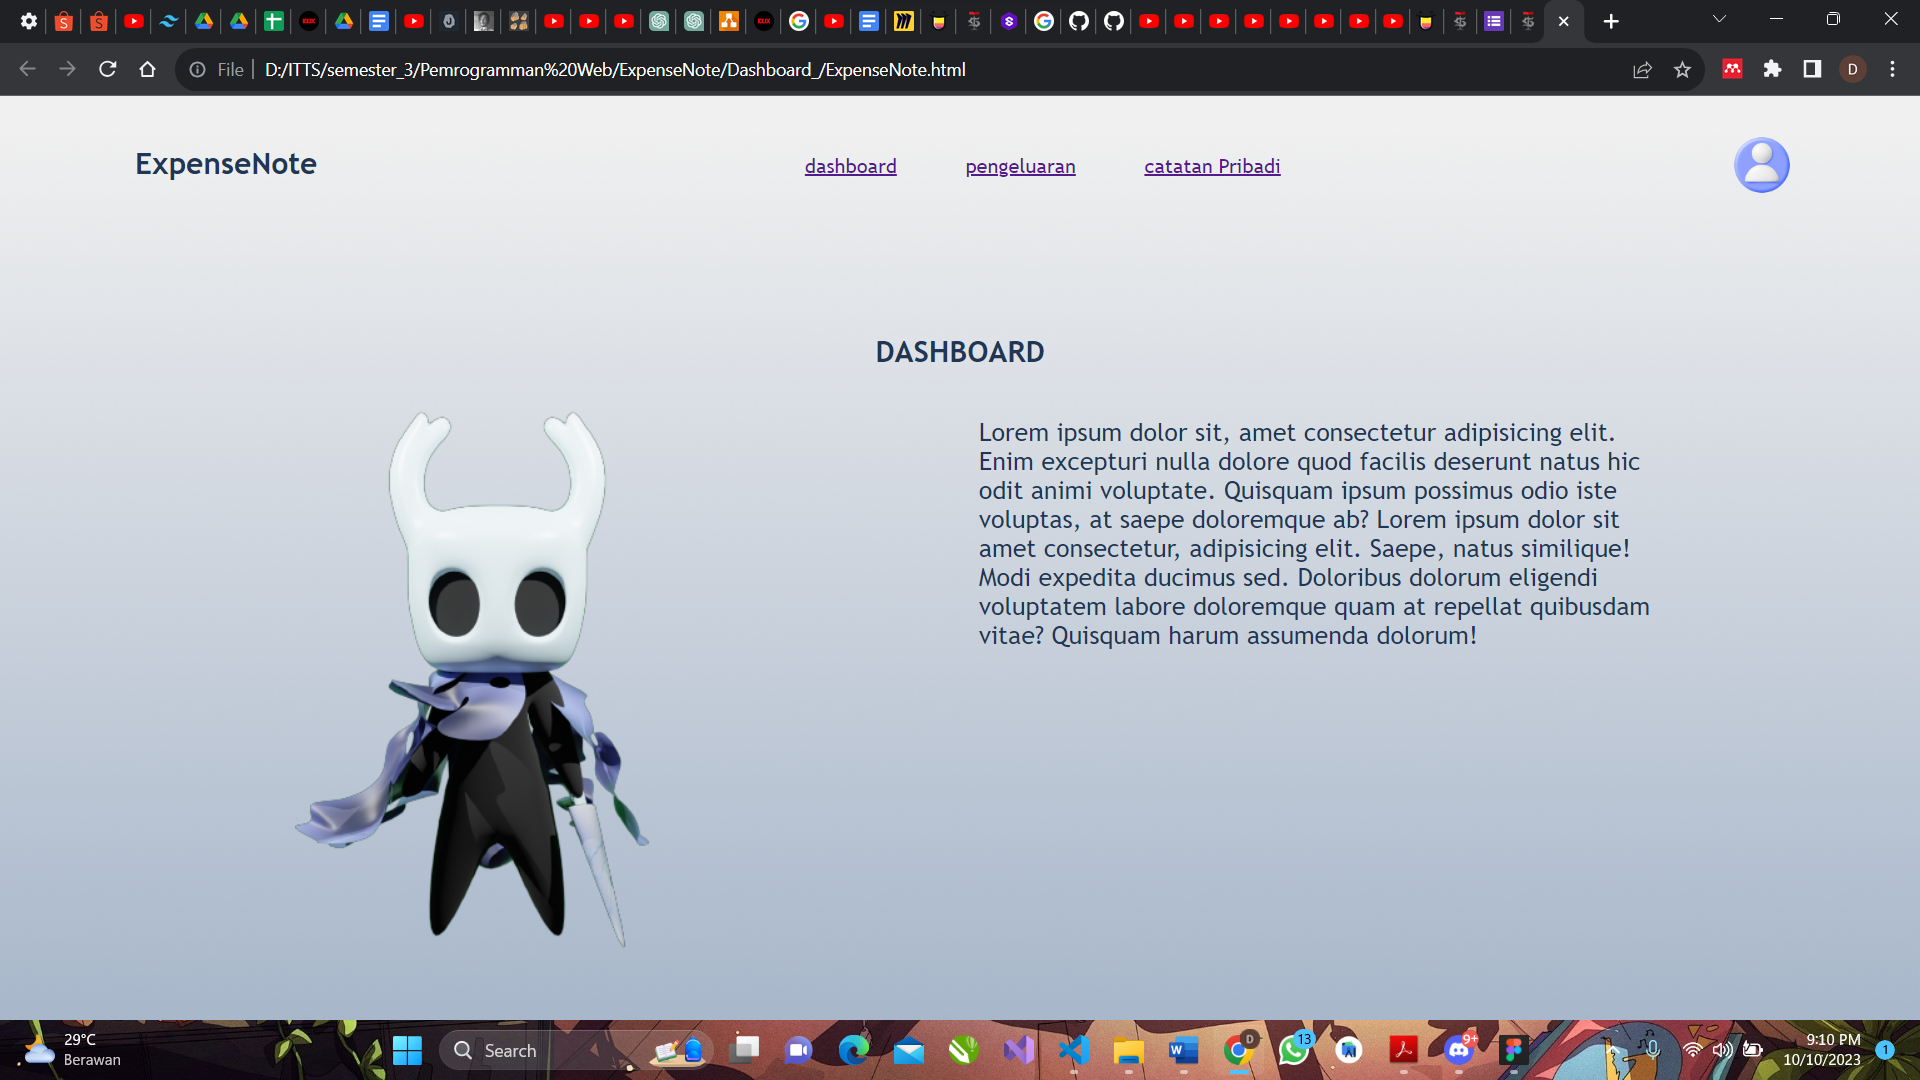 File D:/ITTS/semester_3/Pemrogramman%20Web/ExpenseNote/Dashboard_/ExpenseNote.html
D
ExpenseNote
dashboard
pengeluaran
catatan Pribadi
DASHBOARD
Lorem ipsum dolor sit, amet consectetur adipisicing elit.
Enim excepturi nulla dolore quod facilis deserunt natus hic
odit animi voluptate. Quisquam ipsum possimus odio iste
voluptas, at saepe doloremque ab? Lorem ipsum dolor sit
amet consectetur, adipisicing elit. Saepe, natus similique!
Modi expedita ducimus sed. Doloribus dolorum eligendi
voluptatem labore doloremque quam at repellat quibusdam
vitae? Quisquam harum assumenda dolorum!
29°C
Berawan
Search
D
13
9+
9:10 PM
10/10/2023
1